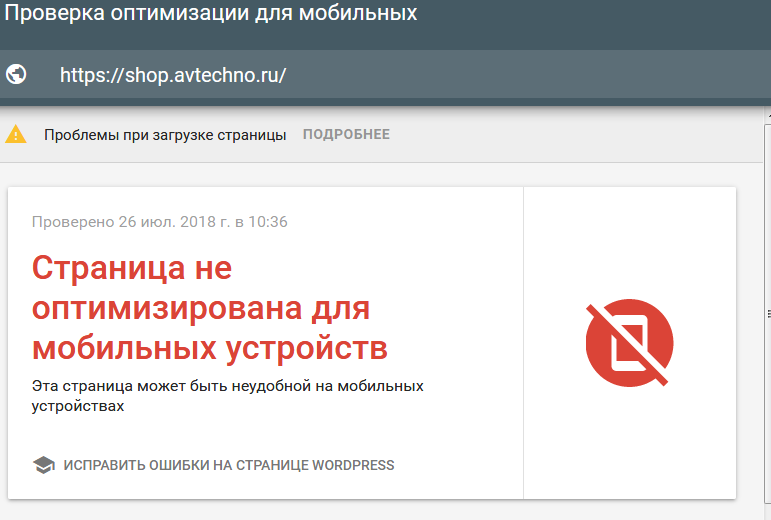 Проверка оптимизации для мобильных
https://shop.avtechno.ru/
Проблемы при загрузке страницы ПОДРОБНЕЕ
Проверено 26 июл. 2018 г. в 10:36
Страница не
оптимизирована для
мобильных устройств
Эта страница может быть неудобной на мобильных
устройствах
ИСПРАВИТЬ ОШИБКИ НА СТРАНИЦЕ WORDPRESS